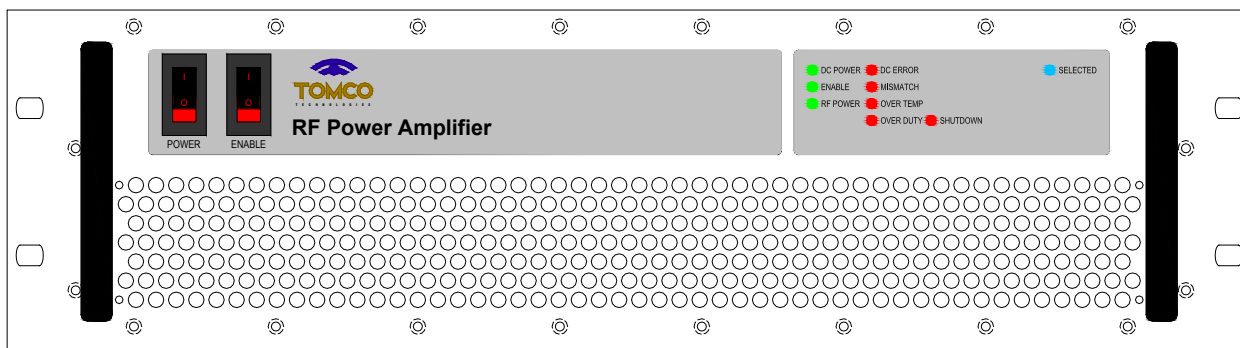 I
O
POWER
I
O
ENABLE
TOMCO
TECHNOLOGIES
RF Power Amplifier
DC POWER DC ERROR SELECTED
ENABLE MISMATCH
RF POWER OVER TEMP
OVER DUTY SHUTDOWN